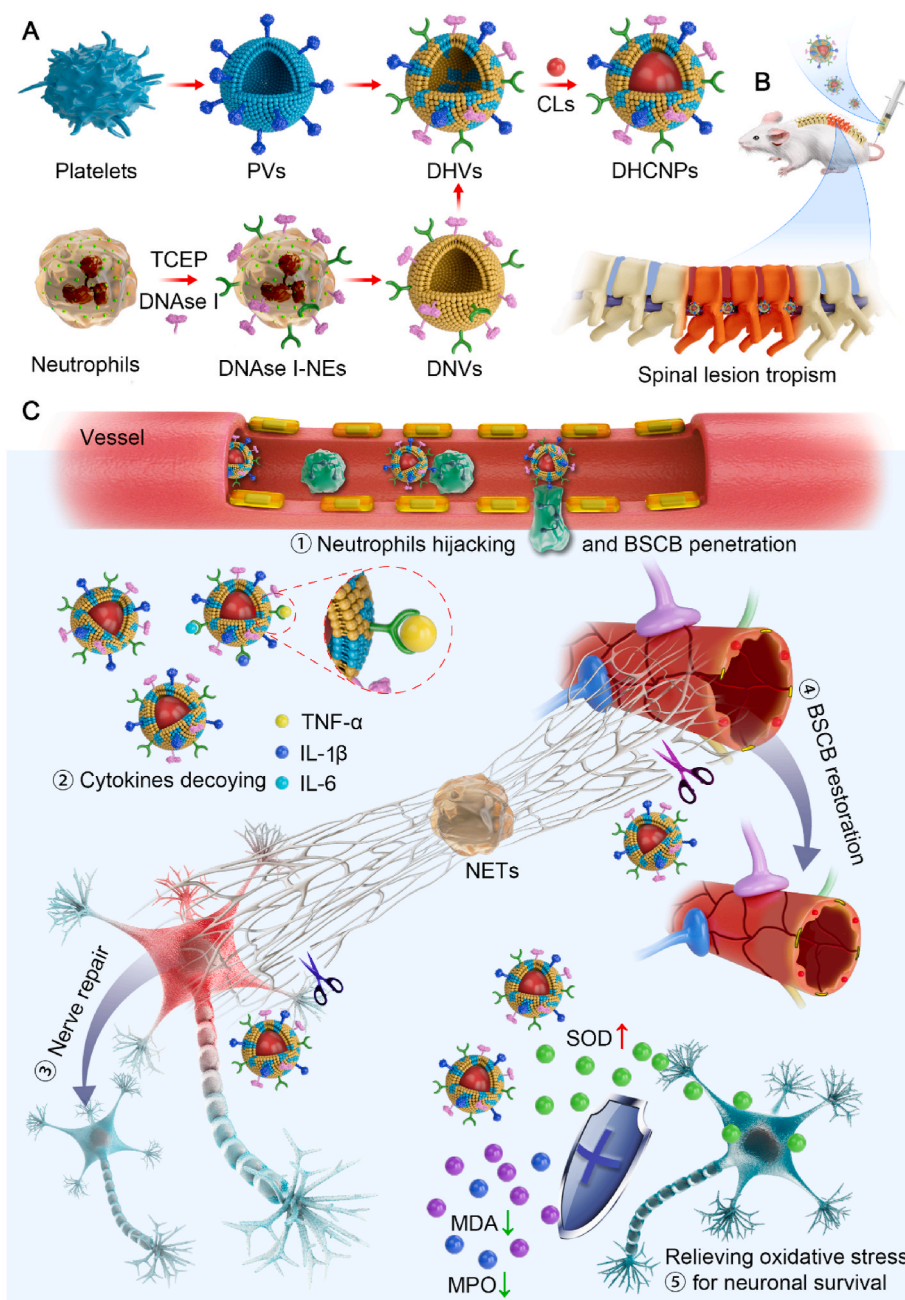 A
Platelets
PVs
DHVs
CLs
DHCNPs
B
Neutrophils
TCEP
DNAse I
DNAse I-NEs
DNVs
Spinal lesion tropism
C
Vessel
① Neutrophils hijacking and BSCB penetration
TNF-α
IL-1β
IL-6
② Cytokines decoying
NETs
④ BSCB restoration
③ Nerve repair
SOD↑
MDA↓
MPO↓
Relieving oxidative stress
⑤ for neuronal survival